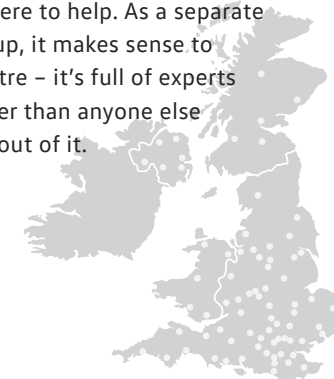 ere to help. As a separate
up, it makes sense to
tre – it's full of experts
er than anyone else
out of it.